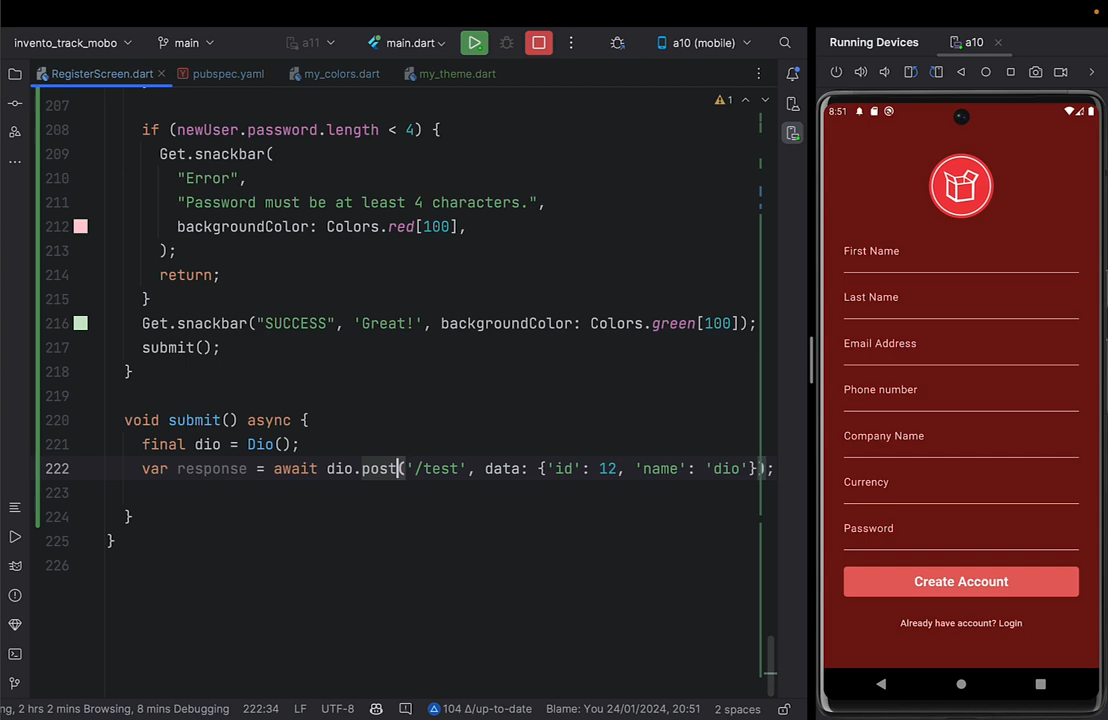 invento_track_mobo
main
a11
main.dart
a10 (mobile)
Running Devices
a10
RegisterScreen.dart
pubspec.yaml
my_colors.dart
my_theme.dart
1
207
208 if (newUser.password.length < 4) {
209 Get.snackbar(
210 "Error",
211 "Password must be at least 4 characters.",
212 backgroundColor: Colors.red[100],
213 );
214 return;
215 }
216 Get.snackbar("SUCCESS", 'Great!', backgroundColor: Colors.green[100]);
217 submit();
218 }
219
220 void submit() async {
221 final dio = Dio();
222 var response = await dio.post('/test', data: {'id': 12, 'name': 'dio'});
223
224 }
225 }
226
8:51
First Name
Last Name
Email Address
Phone number
Company Name
Currency
Password
Create Account
Already have account? Login
ng, 2 hrs 2 mins Browsing, 8 mins Debugging
222:34
LF
UTF-8
104 Δ/up-to-date
Blame: You 24/01/2024, 20:51
2 spaces